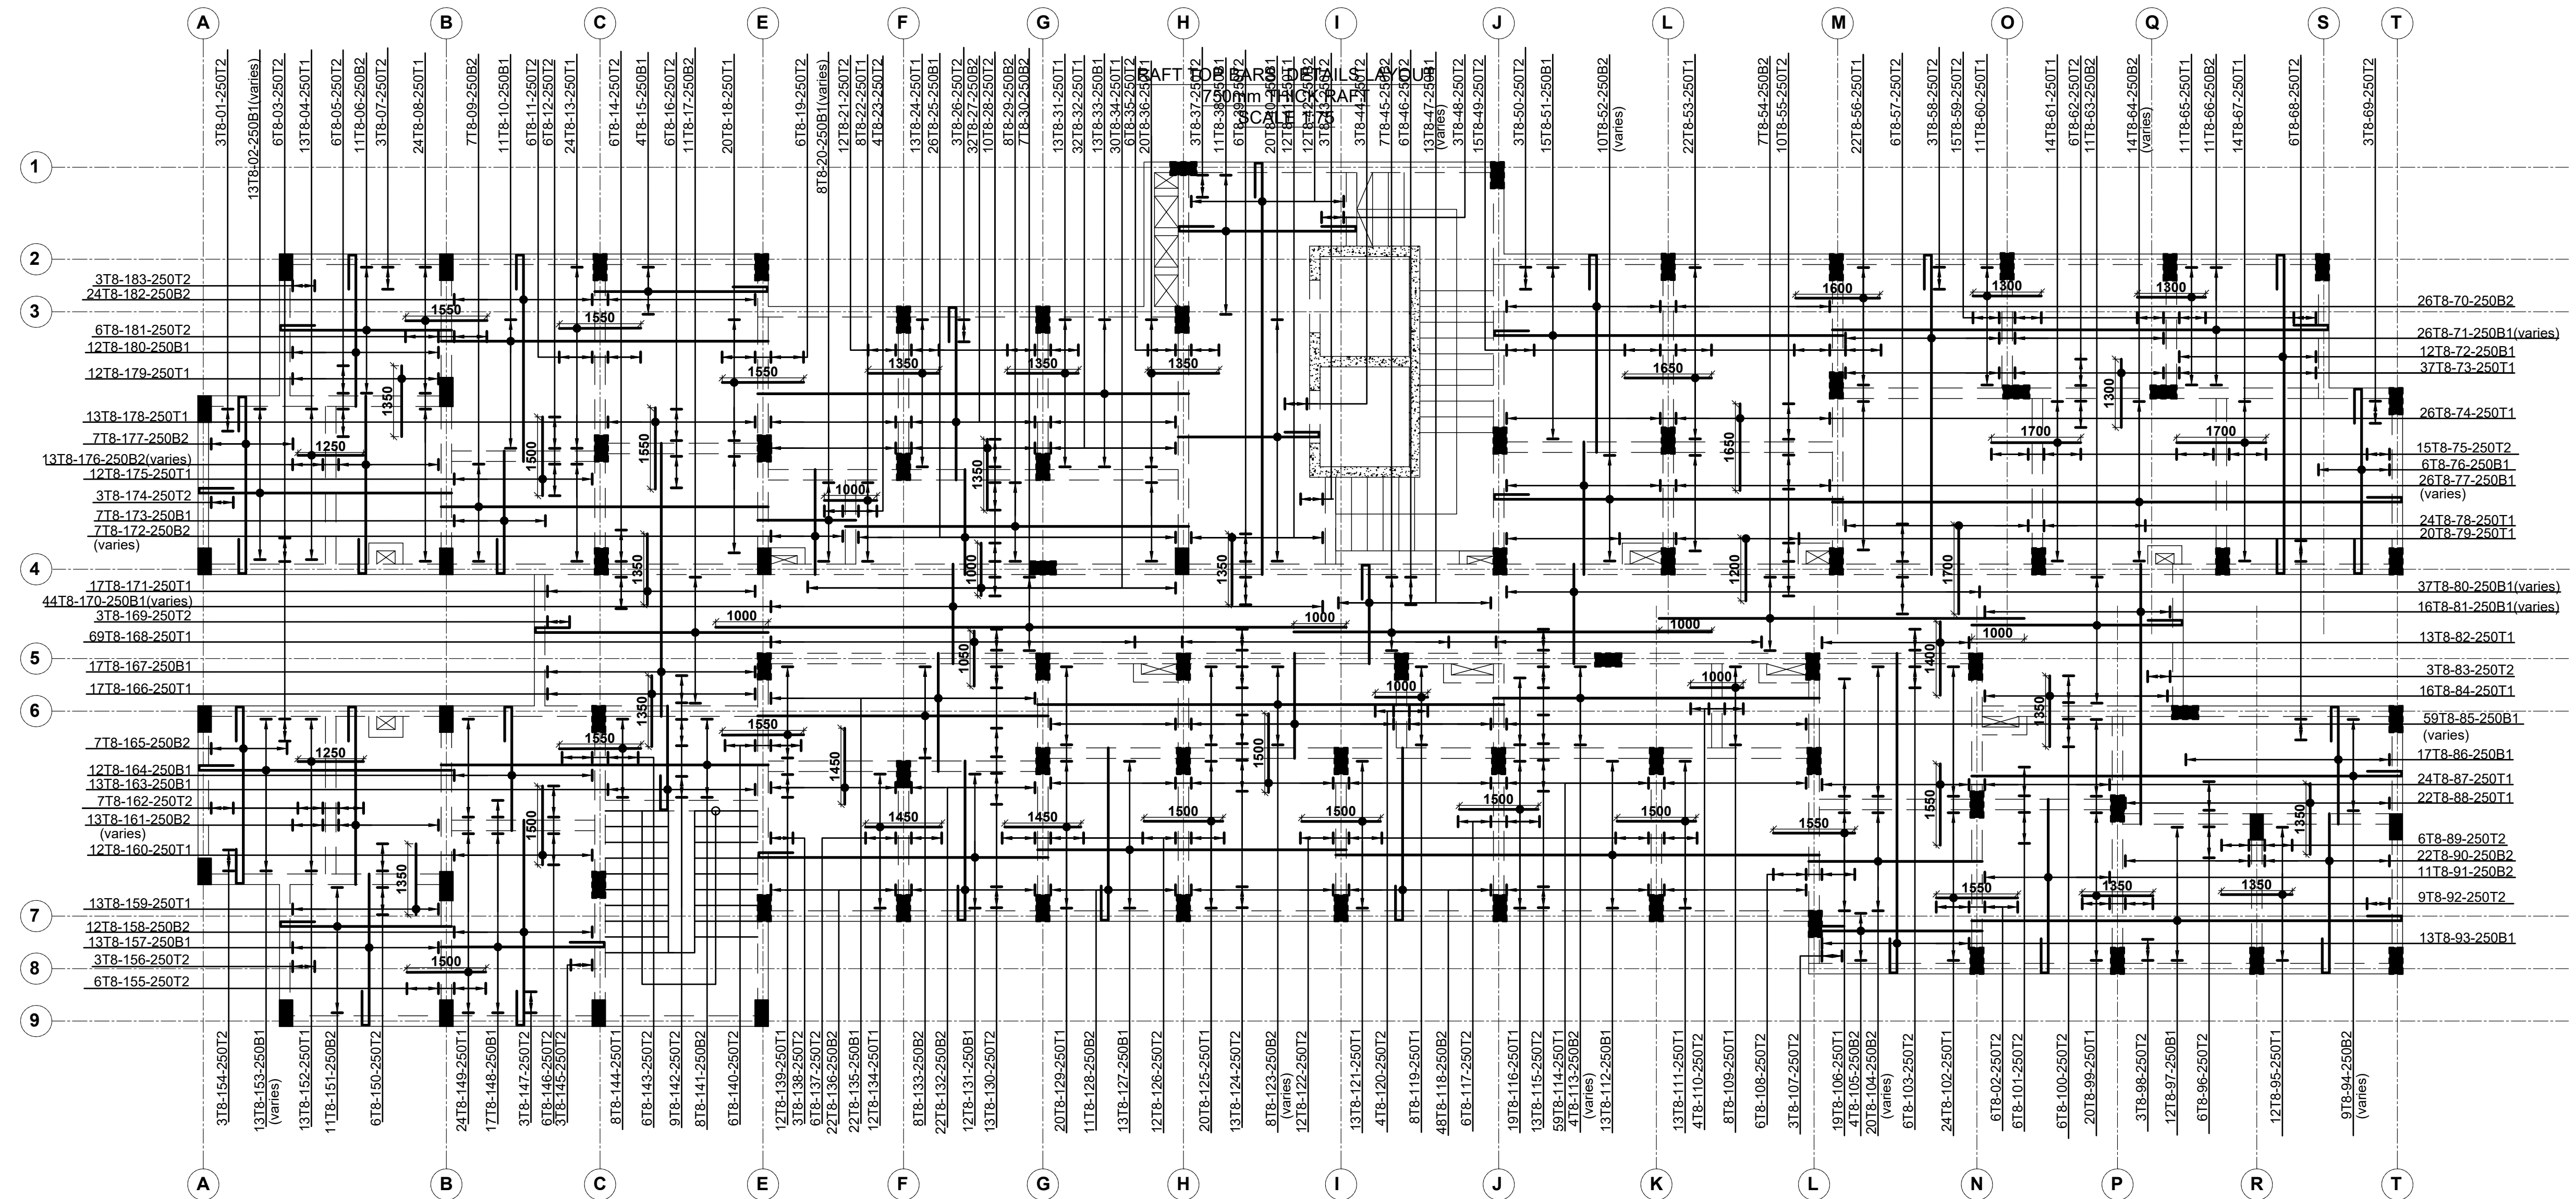 A B C E F G H I J L M O Q S T
3T8-01-250T2
13T8-02-250B1(varies)
6T8-03-250T2
13T8-04-250T1
6T8-05-250T2
11T8-06-250B2
3T8-07-250T2
24T8-08-250T1
7T8-09-250B2
11T8-10-250B1
6T8-11-250T2
6T8-12-250T2
24T8-13-250T1
6T8-14-250T2
4T8-15-250B1
6T8-16-250T2
11T8-17-250B2
20T8-18-250T1
6T8-19-250T2
8T8-20-250B1(varies)
12T8-21-250T2
8T8-22-250T1
4T8-23-250T2
13T8-24-250T1
26T8-25-250B1
3T8-26-250T2
32T8-27-250B2
10T8-28-250T2
8T8-29-250B2
7T8-30-250B2
13T8-31-250T1
32T8-32-250T1
13T8-33-250B1
30T8-34-250B1
6T8-35-250T2
20T8-36-250T1
3T8-37-250T2
RAFT TOP BARS DETAILS LAYOUT
750mm THICK RAFT
SCALE 1:75
3T8-44-250T2
7T8-45-250B2
6T8-46-250T2
13T8-47-250B1
(varies)
3T8-48-250T2
15T8-49-250T2
3T8-50-250T2
15T8-51-250B1
10T8-52-250B2
(varies)
22T8-53-250T1
7T8-54-250B2
10T8-55-250T2
22T8-56-250T1
6T8-57-250T2
3T8-58-250T2
15T8-59-250T2
11T8-60-250T1
14T8-61-250T1
6T8-62-250T2
11T8-63-250B2
14T8-64-250B2
(varies)
11T8-65-250T1
11T8-66-250B2
14T8-67-250T1
6T8-68-250T2
3T8-69-250T2
1
2
3
4
5
6
7
8
9
3T8-183-250T2
24T8-182-250B2
6T8-181-250T2
12T8-180-250B1
12T8-179-250T1
13T8-178-250T1
7T8-177-250B2
13T8-176-250B2(varies)
12T8-175-250T1
3T8-174-250T2
7T8-173-250B1
7T8-172-250B2
(varies)
17T8-171-250T1
44T8-170-250B1(varies)
3T8-169-250T2
69T8-168-250T1
17T8-167-250B1
17T8-166-250T1
7T8-165-250B2
12T8-164-250B1
13T8-163-250B1
7T8-162-250T2
13T8-161-250B2
(varies)
12T8-160-250T1
13T8-159-250T1
12T8-158-250B2
13T8-157-250B1
3T8-156-250T2
6T8-155-250T2
1550 1550 1600 1300 1300
1350 1550 1350 1350 1350 1650 1300
1250 1500 1550 1350 1650 1700 1700
1000 1350 1000 1350 1200 1700
1000 1000 1000 1000
1050 1400
1350 1000 1000 1350
1250 1550 1550 1450 1500 1550 1350
1500 1450 1450 1500 1500 1500 1500 1550
1350 1550 1350 1350
1500
26T8-70-250B2
26T8-71-250B1(varies)
12T8-72-250B1
37T8-73-250T1
26T8-74-250T1
15T8-75-250T2
6T8-76-250B1
26T8-77-250B1
(varies)
24T8-78-250T1
20T8-79-250T1
37T8-80-250B1(varies)
16T8-81-250B1(varies)
13T8-82-250T1
3T8-83-250T2
16T8-84-250T1
59T8-85-250B1
(varies)
17T8-86-250B1
24T8-87-250T1
22T8-88-250T1
6T8-89-250T2
22T8-90-250B2
11T8-91-250B2
9T8-92-250T2
13T8-93-250B1
3T8-154-250T2
13T8-153-250B1
(varies)
13T8-152-250T1
11T8-151-250B2
6T8-150-250T2
24T8-149-250T1
17T8-148-250B1
3T8-147-250T2
6T8-146-250T2
3T8-145-250T2
8T8-144-250T1
6T8-143-250T2
9T8-142-250T2
8T8-141-250B2
6T8-140-250T2
12T8-139-250T1
3T8-138-250T2
6T8-137-250T2
22T8-136-250B2
22T8-135-250B1
12T8-134-250T1
8T8-133-250B2
22T8-132-250B2
12T8-131-250B1
13T8-130-250T2
20T8-129-250T1
11T8-128-250B2
13T8-127-250B1
12T8-126-250T2
20T8-125-250T1
13T8-124-250T2
8T8-123-250B2
(varies)
12T8-122-250T2
13T8-121-250T1
4T8-120-250T2
8T8-119-250T1
48T8-118-250B2
6T8-117-250T2
19T8-116-250T1
13T8-115-250T2
59T8-114-250T1
4T8-113-250B2
(varies)
13T8-112-250B1
13T8-111-250T1
4T8-110-250T2
8T8-109-250T1
6T8-108-250T2
3T8-107-250T2
19T8-106-250T1
4T8-105-250B2
20T8-104-250B2
(varies)
6T8-103-250T2
24T8-102-250T1
6T8-02-250T2
6T8-101-250T2
6T8-100-250T2
20T8-99-250T1
3T8-98-250T2
12T8-97-250B1
6T8-96-250T2
12T8-95-250T1
9T8-94-250B2
(varies)
A B C E F G H I J K L N P R T